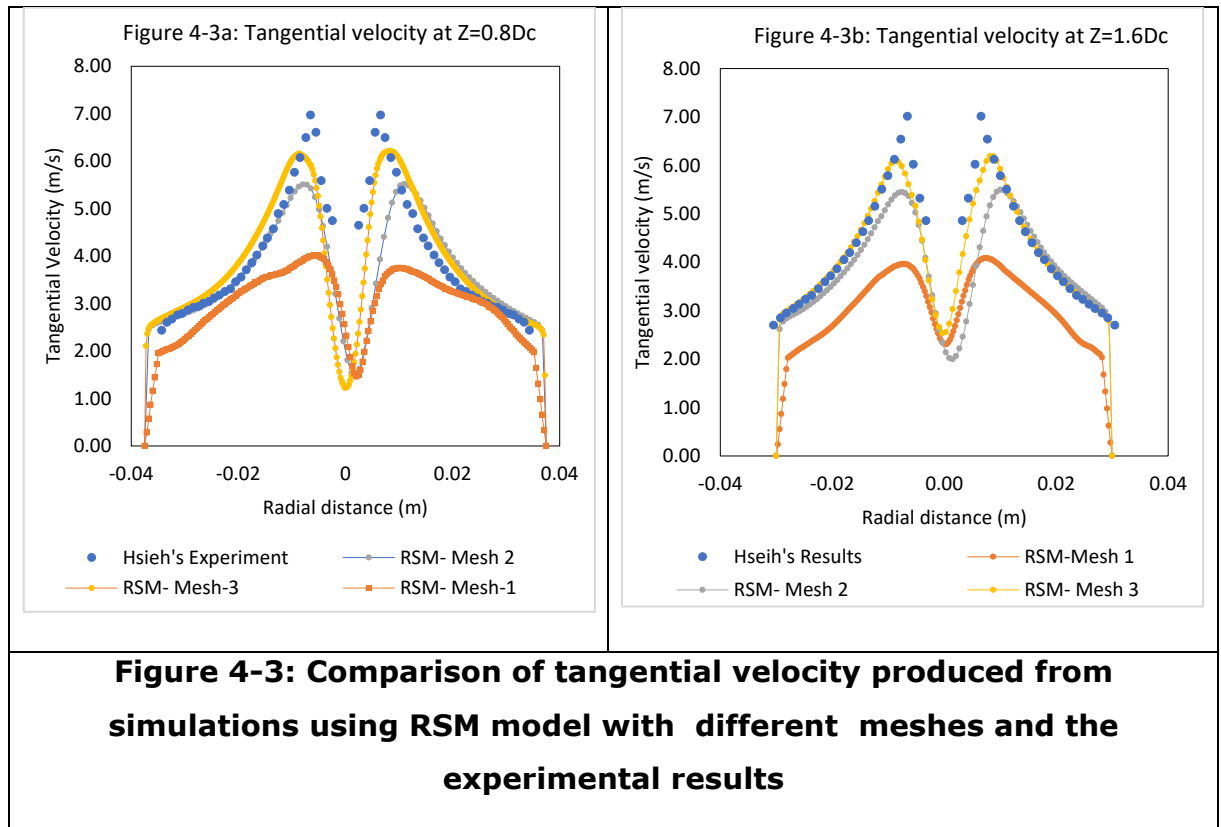 Figure 4-3a: Tangential velocity at Z=0.8Dc
8.00
7.00
6.00
5.00
4.00
3.00
2.00
1.00
0.00
Tangential Velocity (m/s)
-0.04 -0.02 0 0.02 0.04
Radial distance (m)
Hsieh's Experiment RSM- Mesh 2
RSM- Mesh-3 RSM- Mesh-1
Figure 4-3b: Tangential velocity at Z=1.6Dc
8.00
7.00
6.00
5.00
4.00
3.00
2.00
1.00
0.00
Tangential velocity (m/s)
-0.04 -0.02 0.00 0.02 0.04
Radial distance (m)
Hseih's Results RSM-Mesh 1
RSM- Mesh 2 RSM- Mesh 3
Figure 4-3: Comparison of tangential velocity produced from
simulations using RSM model with different meshes and the
experimental results